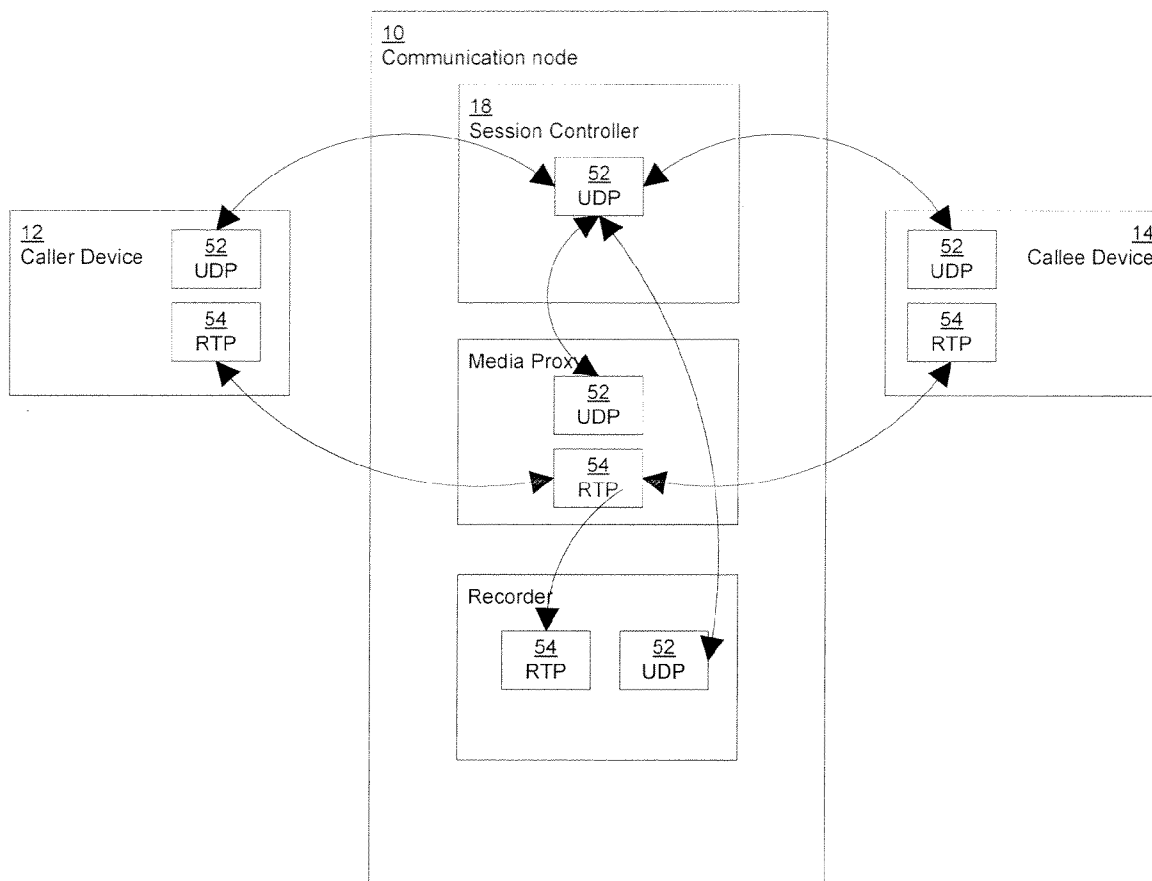 10
Communication node
18
Session Controller
52
UDP
12
Caller Device
52
UDP
54
RTP
52
UDP
14
Callee Device
54
RTP
Media Proxy
52
UDP
54
RTP
Recorder
54
RTP
52
UDP